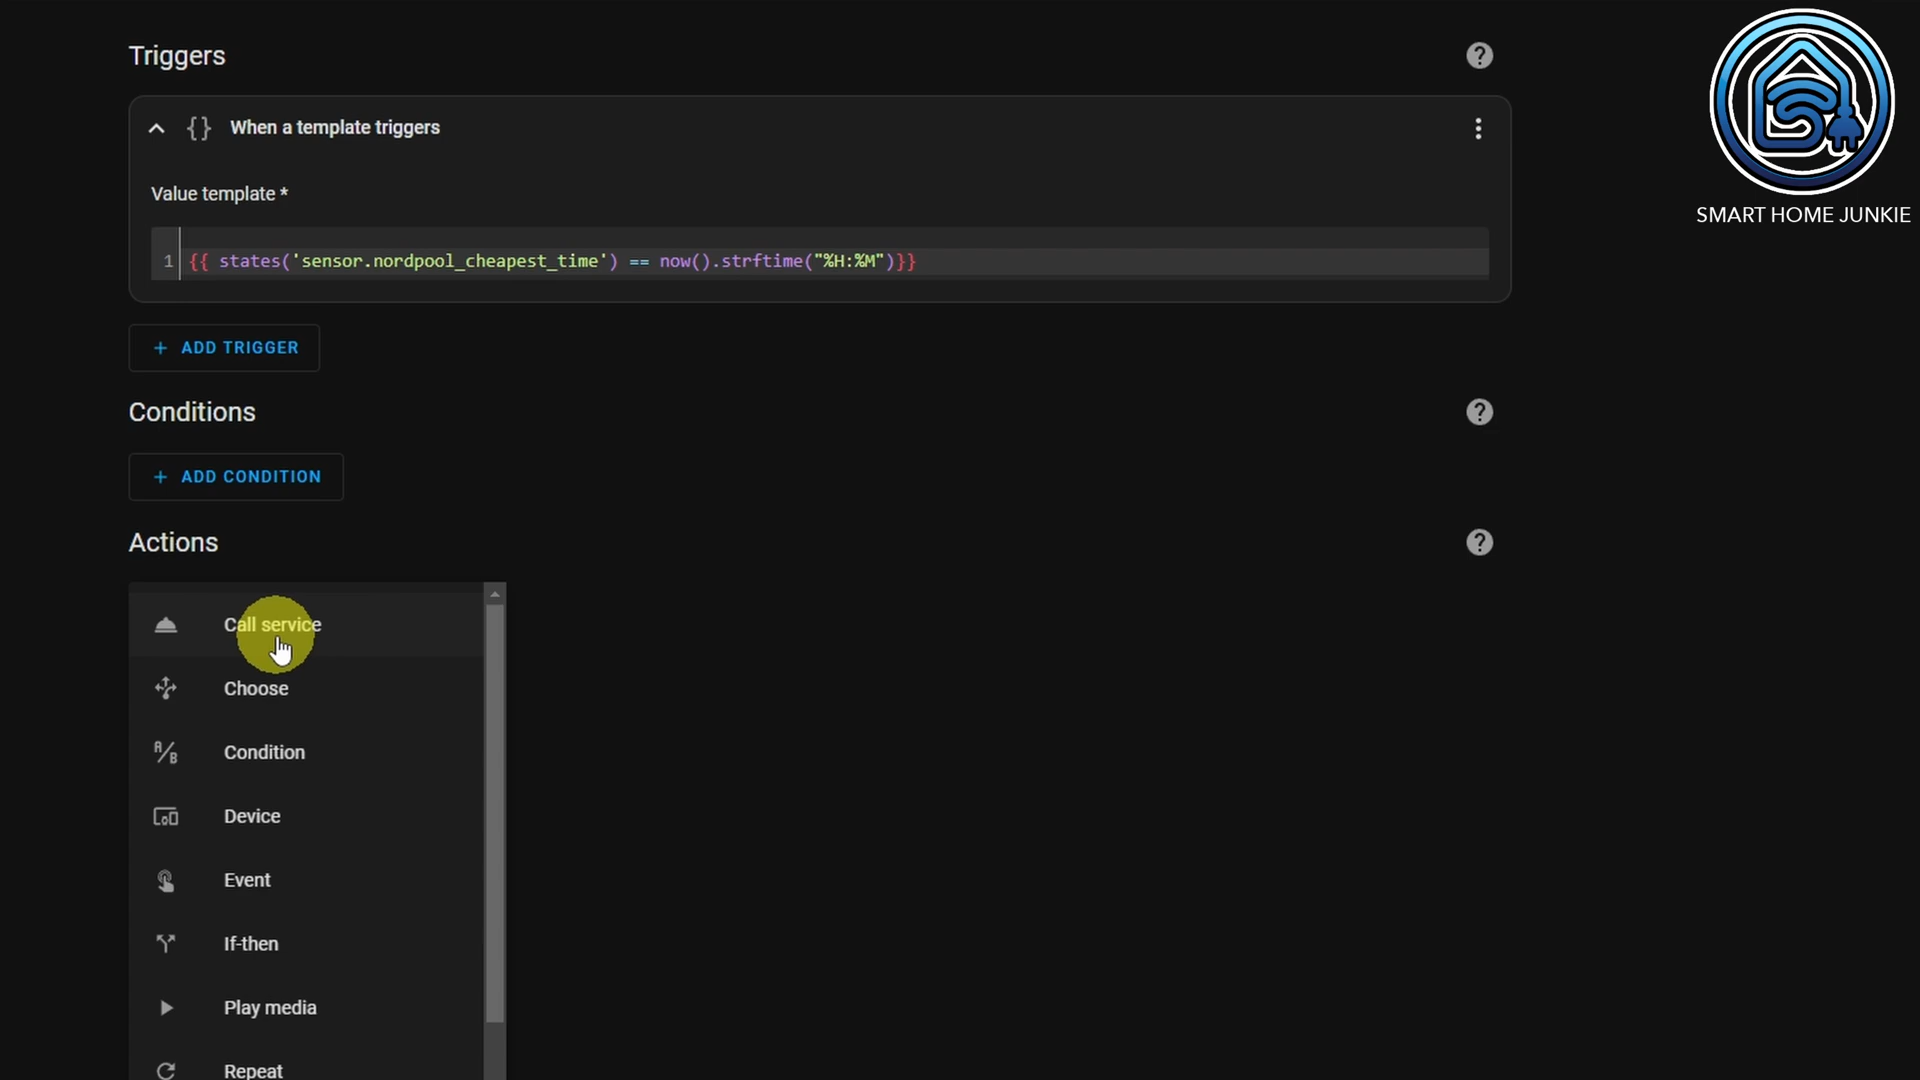 Triggers
SMART HOME JUNKIE
When a template triggers
Value template *
1 {{ states('sensor.nordpool_cheapest_time') == now().strftime("%H:%M")}}
+ ADD TRIGGER
Conditions
+ ADD CONDITION
Actions
Call service
Choose
Condition
Device
Event
If-then
Play media
Repeat